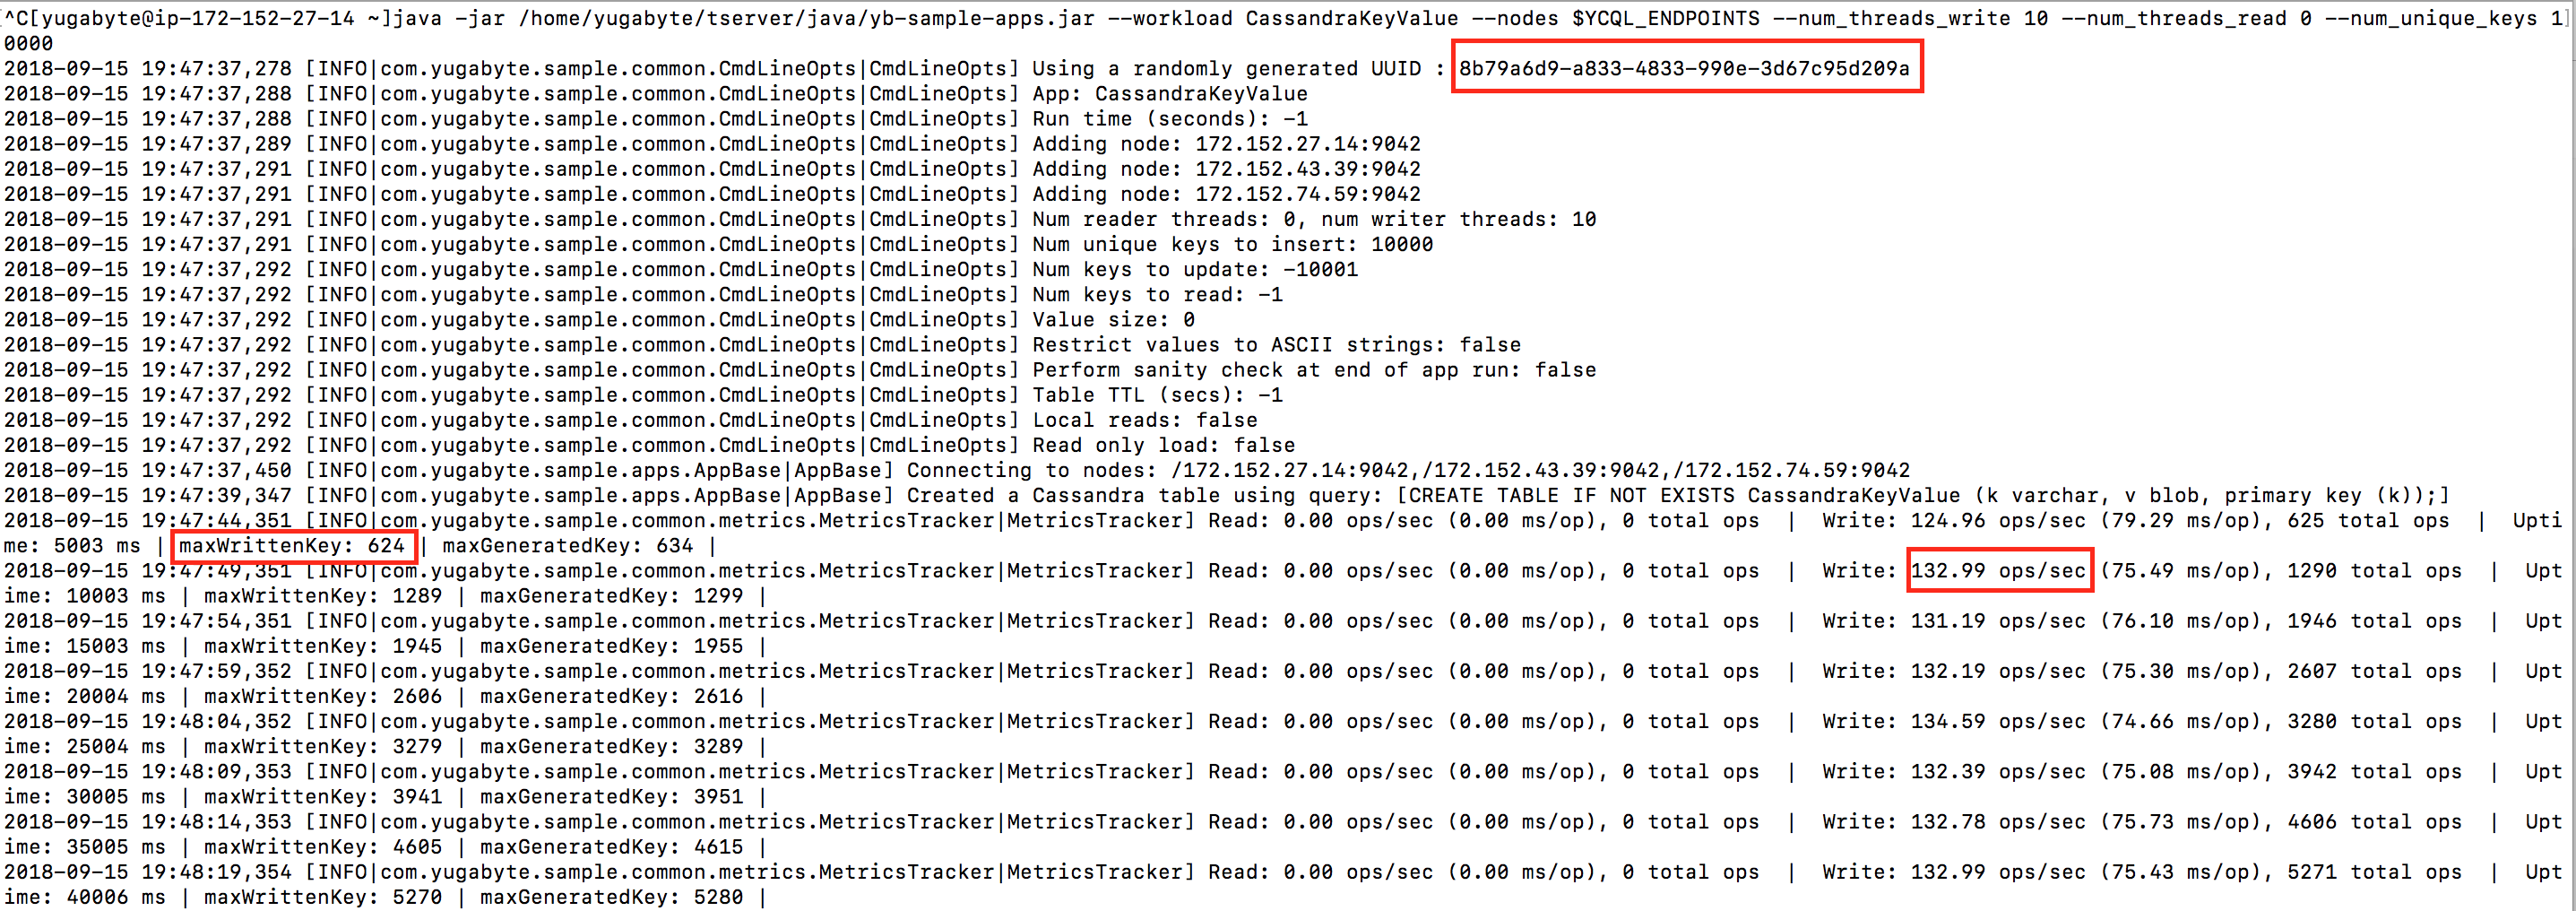 ^C[yugabyte@ip-172-152-27-14 ~]java -jar /home/yugabyte/tserver/java/yb-sample-apps.jar --workload CassandraKeyValue --nodes $YCQL_ENDPOINTS --num_threads_write 10 --num_threads_read 0 --num_unique_keys 1]
0000
2018-09-15 19:47:37,278 [INFO|com.yugabyte.sample.common.CmdLineOpts|CmdLineOpts] Using a randomly generated UUID : 8b79a6d9-a833-4833-990e-3d67c95d209a
2018-09-15 19:47:37,288 [INFO|com.yugabyte.sample.common.CmdLineOpts|CmdLineOpts] App: CassandraKeyValue
2018-09-15 19:47:37,288 [INFO|com.yugabyte.sample.common.CmdLineOpts|CmdLineOpts] Run time (seconds): -1
2018-09-15 19:47:37,289 [INFO|com.yugabyte.sample.common.CmdLineOpts|CmdLineOpts] Adding node: 172.152.27.14:9042
2018-09-15 19:47:37,291 [INFO|com.yugabyte.sample.common.CmdLineOpts|CmdLineOpts] Adding node: 172.152.43.39:9042
2018-09-15 19:47:37,291 [INFO|com.yugabyte.sample.common.CmdLineOpts|CmdLineOpts] Adding node: 172.152.74.59:9042
2018-09-15 19:47:37,291 [INFO|com.yugabyte.sample.common.CmdLineOpts|CmdLineOpts] Num reader threads: 0, num writer threads: 10
2018-09-15 19:47:37,291 [INFO|com.yugabyte.sample.common.CmdLineOpts|CmdLineOpts] Num unique keys to insert: 10000
2018-09-15 19:47:37,292 [INFO|com.yugabyte.sample.common.CmdLineOpts|CmdLineOpts] Num keys to update: -10001
2018-09-15 19:47:37,292 [INFO|com.yugabyte.sample.common.CmdLineOpts|CmdLineOpts] Num keys to read: -1
2018-09-15 19:47:37,292 [INFO|com.yugabyte.sample.common.CmdLineOpts|CmdLineOpts] Value size: 0
2018-09-15 19:47:37,292 [INFO|com.yugabyte.sample.common.CmdLineOpts|CmdLineOpts] Restrict values to ASCII strings: false
2018-09-15 19:47:37,292 [INFO|com.yugabyte.sample.common.CmdLineOpts|CmdLineOpts] Perform sanity check at end of app run: false
2018-09-15 19:47:37,292 [INFO|com.yugabyte.sample.common.CmdLineOpts|CmdLineOpts] Table TTL (secs): -1
2018-09-15 19:47:37,292 [INFO|com.yugabyte.sample.common.CmdLineOpts|CmdLineOpts] Local reads: false
2018-09-15 19:47:37,292 [INFO|com.yugabyte.sample.common.CmdLineOpts|CmdLineOpts] Read only load: false
2018-09-15 19:47:37,450 [INFO|com.yugabyte.sample.apps.AppBase|AppBase] Connecting to nodes: /172.152.27.14:9042,/172.152.43.39:9042,/172.152.74.59:9042
2018-09-15 19:47:39,347 [INFO|com.yugabyte.sample.apps.AppBase|AppBase] Created a Cassandra table using query: [CREATE TABLE IF NOT EXISTS CassandraKeyValue (k varchar, v blob, primary key (k));]
2018-09-15 19:47:44,351 [INFO|com.yugabyte.sample.common.metrics.MetricsTracker|MetricsTracker] Read: 0.00 ops/sec (0.00 ms/op), 0 total ops  |  Write: 124.96 ops/sec (79.29 ms/op), 625 total ops  |  Upti
me: 5003 ms | maxWrittenKey: 624 | maxGeneratedKey: 634 |
2018-09-15 19:47:49,351 [INFO|com.yugabyte.sample.common.metrics.MetricsTracker|MetricsTracker] Read: 0.00 ops/sec (0.00 ms/op), 0 total ops  |  Write: 132.99 ops/sec (75.49 ms/op), 1290 total ops  |  Upt
ime: 10003 ms | maxWrittenKey: 1289 | maxGeneratedKey: 1299 |
2018-09-15 19:47:54,351 [INFO|com.yugabyte.sample.common.metrics.MetricsTracker|MetricsTracker] Read: 0.00 ops/sec (0.00 ms/op), 0 total ops  |  Write: 131.19 ops/sec (76.10 ms/op), 1946 total ops  |  Upt
ime: 15003 ms | maxWrittenKey: 1945 | maxGeneratedKey: 1955 |
2018-09-15 19:47:59,352 [INFO|com.yugabyte.sample.common.metrics.MetricsTracker|MetricsTracker] Read: 0.00 ops/sec (0.00 ms/op), 0 total ops  |  Write: 132.19 ops/sec (75.30 ms/op), 2607 total ops  |  Upt
ime: 20004 ms | maxWrittenKey: 2606 | maxGeneratedKey: 2616 |
2018-09-15 19:48:04,352 [INFO|com.yugabyte.sample.common.metrics.MetricsTracker|MetricsTracker] Read: 0.00 ops/sec (0.00 ms/op), 0 total ops  |  Write: 134.59 ops/sec (74.66 ms/op), 3280 total ops  |  Upt
ime: 25004 ms | maxWrittenKey: 3279 | maxGeneratedKey: 3289 |
2018-09-15 19:48:09,353 [INFO|com.yugabyte.sample.common.metrics.MetricsTracker|MetricsTracker] Read: 0.00 ops/sec (0.00 ms/op), 0 total ops  |  Write: 132.39 ops/sec (75.08 ms/op), 3942 total ops  |  Upt
ime: 30005 ms | maxWrittenKey: 3941 | maxGeneratedKey: 3951 |
2018-09-15 19:48:14,353 [INFO|com.yugabyte.sample.common.metrics.MetricsTracker|MetricsTracker] Read: 0.00 ops/sec (0.00 ms/op), 0 total ops  |  Write: 132.78 ops/sec (75.73 ms/op), 4606 total ops  |  Upt
ime: 35005 ms | maxWrittenKey: 4605 | maxGeneratedKey: 4615 |
2018-09-15 19:48:19,354 [INFO|com.yugabyte.sample.common.metrics.MetricsTracker|MetricsTracker] Read: 0.00 ops/sec (0.00 ms/op), 0 total ops  |  Write: 132.99 ops/sec (75.43 ms/op), 5271 total ops  |  Upt
ime: 40006 ms | maxWrittenKey: 5270 | maxGeneratedKey: 5280 |